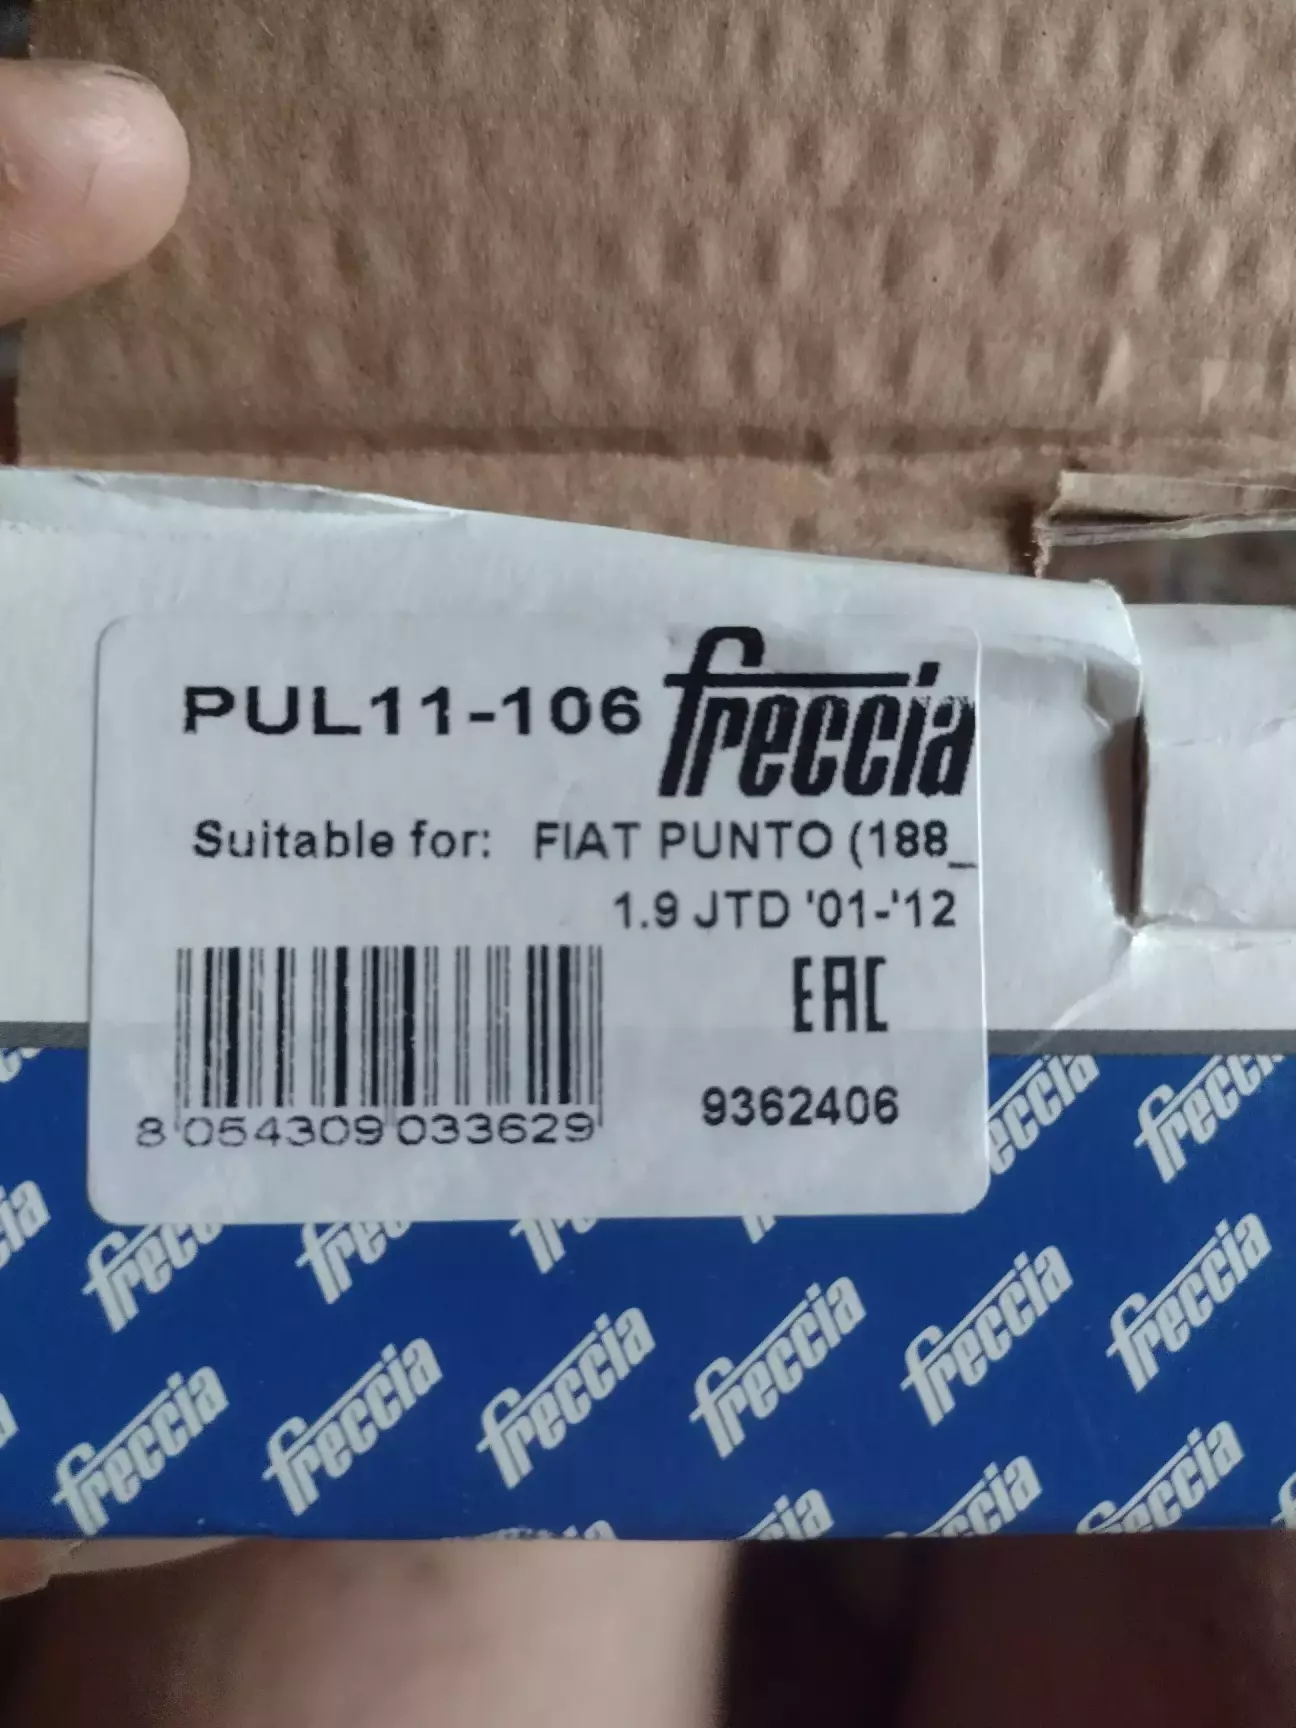 PUL11-106 freccia
Suitable for: FIAT PUNTO (188_
1.9 JTD '01-'12
EAC
8 054309 033629
9362406
freccia
freccia
freccia
freccia
freccia
freccia
freccia
freccia